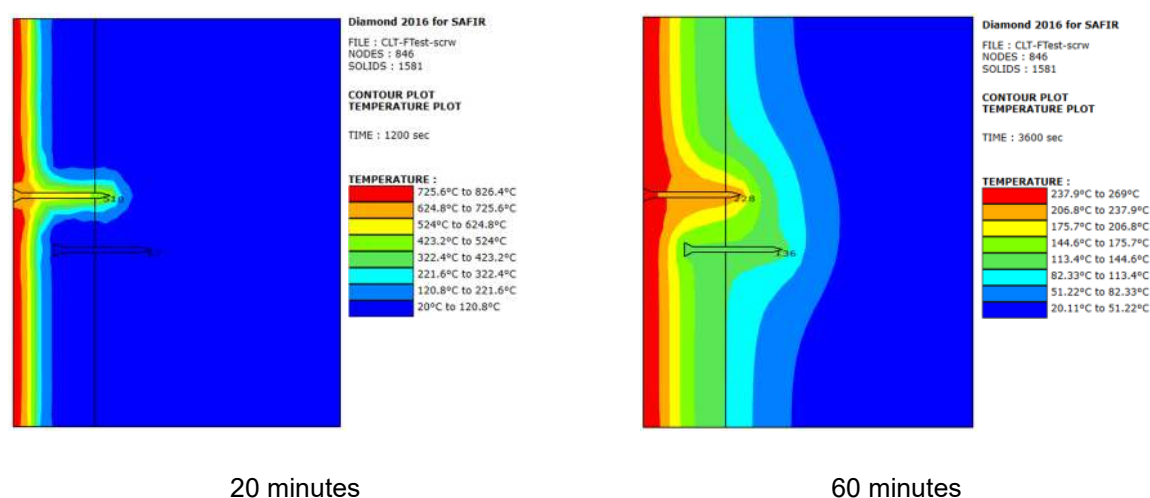 Diamond 2016 for SAFIR
FILE : CLT-FTest-scrw
NODES : 846
SOLIDS : 1581
CONTOUR PLOT
TEMPERATURE PLOT
TIME : 1200 sec
TEMPERATURE :
725.6°C to 826.4°C
624.8°C to 725.6°C
524°C to 624.8°C
423.2°C to 524°C
322.4°C to 423.2°C
221.6°C to 322.4°C
120.8°C to 221.6°C
20°C to 120.8°C
20 minutes
Diamond 2016 for SAFIR
FILE : CLT-FTest-scrw
NODES : 846
SOLIDS : 1581
CONTOUR PLOT
TEMPERATURE PLOT
TIME : 3600 sec
TEMPERATURE :
237.9°C to 269°C
206.8°C to 237.9°C
175.7°C to 206.8°C
144.6°C to 175.7°C
113.4°C to 144.6°C
82.33°C to 113.4°C
51.22°C to 82.33°C
20.11°C to 51.22°C
228
136
60 minutes